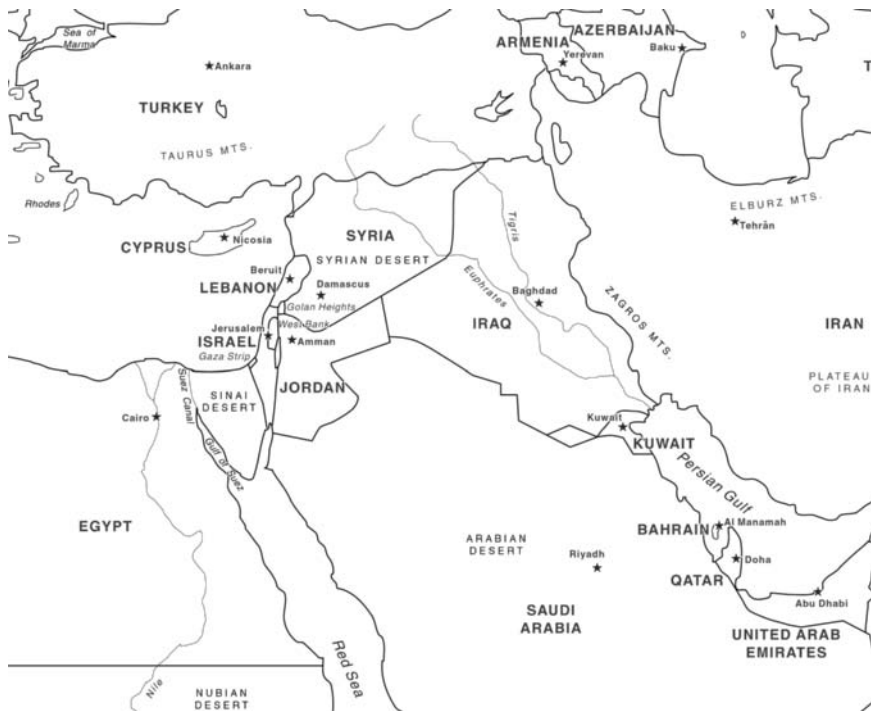 Sea of
Marma
AZERBAIJAN
ARMENIA
Yerevan
Baku
Ankara
T
TURKEY
TAURUS MTS.
Rhodes
ELBURZ MTS.
Tehrān
CYPRUS
Nicosia
SYRIA
SYRIAN DESERT
Tigris
Beruit
LEBANON
Damascus
Golan Heights
Euphrates
Baghdad
ZAGROS MTS.
Jerusalem
West Bank
ISRAEL
Amman
Gaza Strip
IRAQ
IRAN
Suez Canal
SINAI
DESERT
JORDAN
PLATEAU
OF IRAN
Cairo
Kuwait
KUWAIT
Gulf of Suez
Persian Gulf
EGYPT
ARABIAN
DESERT
BAHRAIN
Al Manamah
Riyadh
Doha
QATAR
Abu Dhabi
SAUDI
ARABIA
UNITED ARAB
EMIRATES
Red Sea
Nile
NUBIAN
DESERT